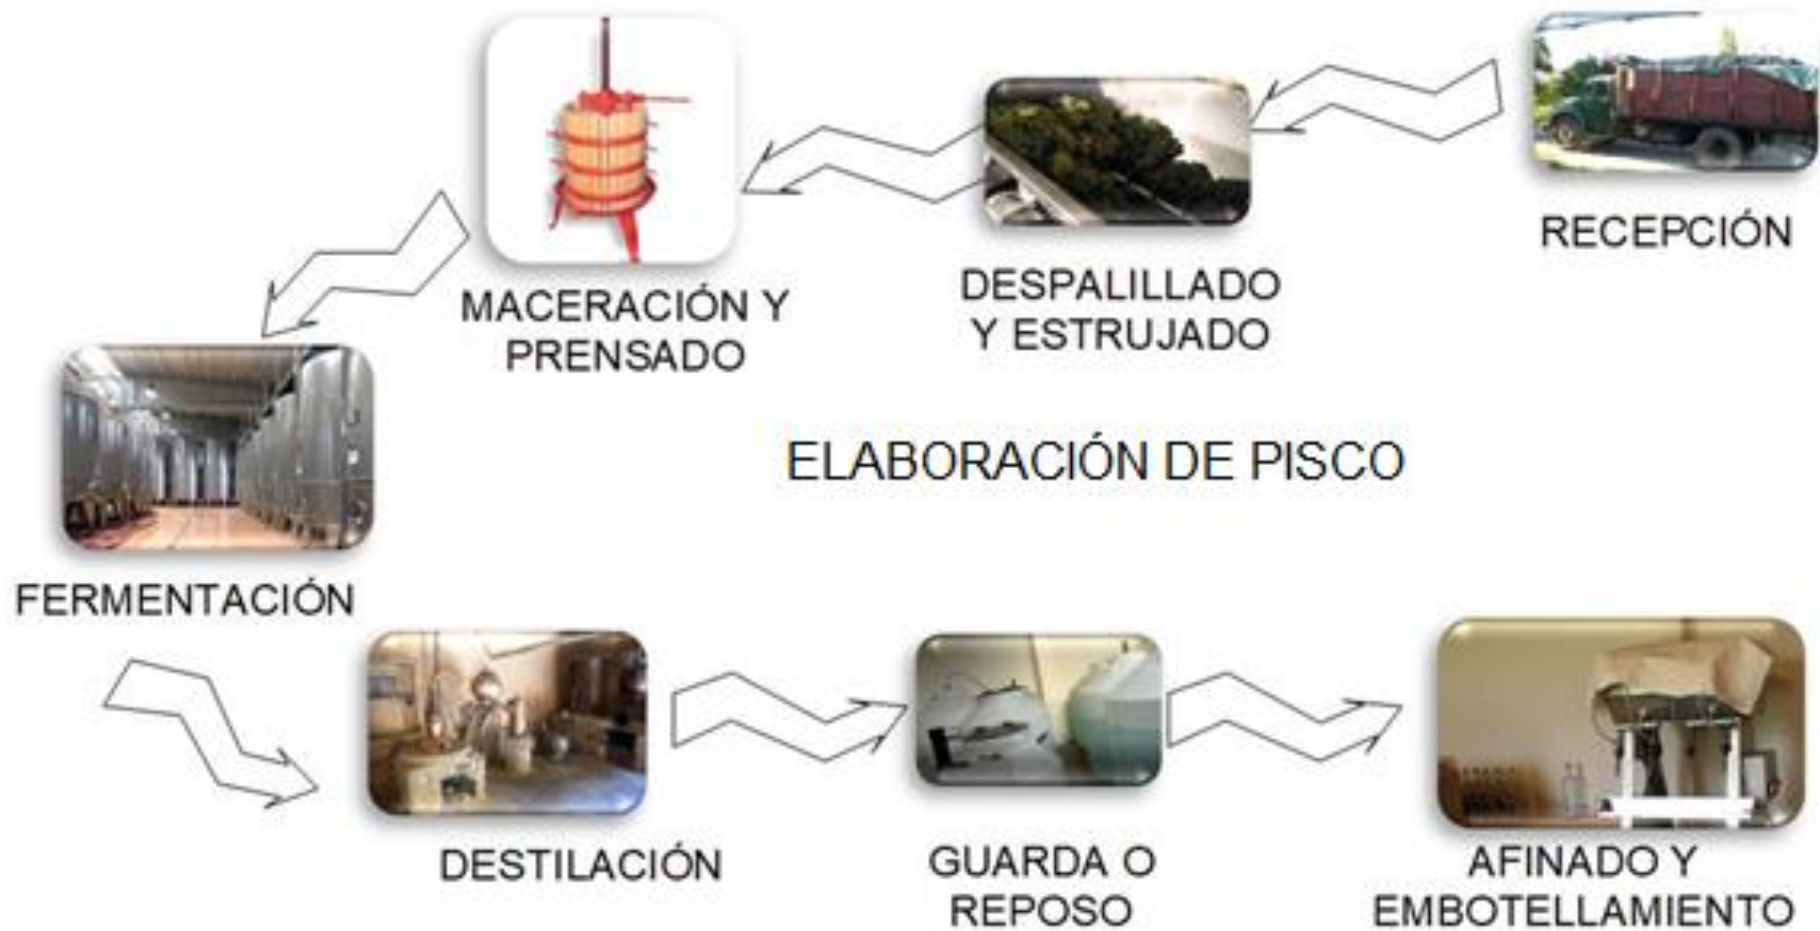 RECEPCIÓN
DESPALILLADO
Y ESTRUJADO
MACERACIÓN Y
PRENSADO
ELABORACIÓN DE PISCO
FERMENTACIÓN
DESTILACIÓN
GUARDA O
REPOSO
AFINADO Y
EMBOTELLAMIENTO